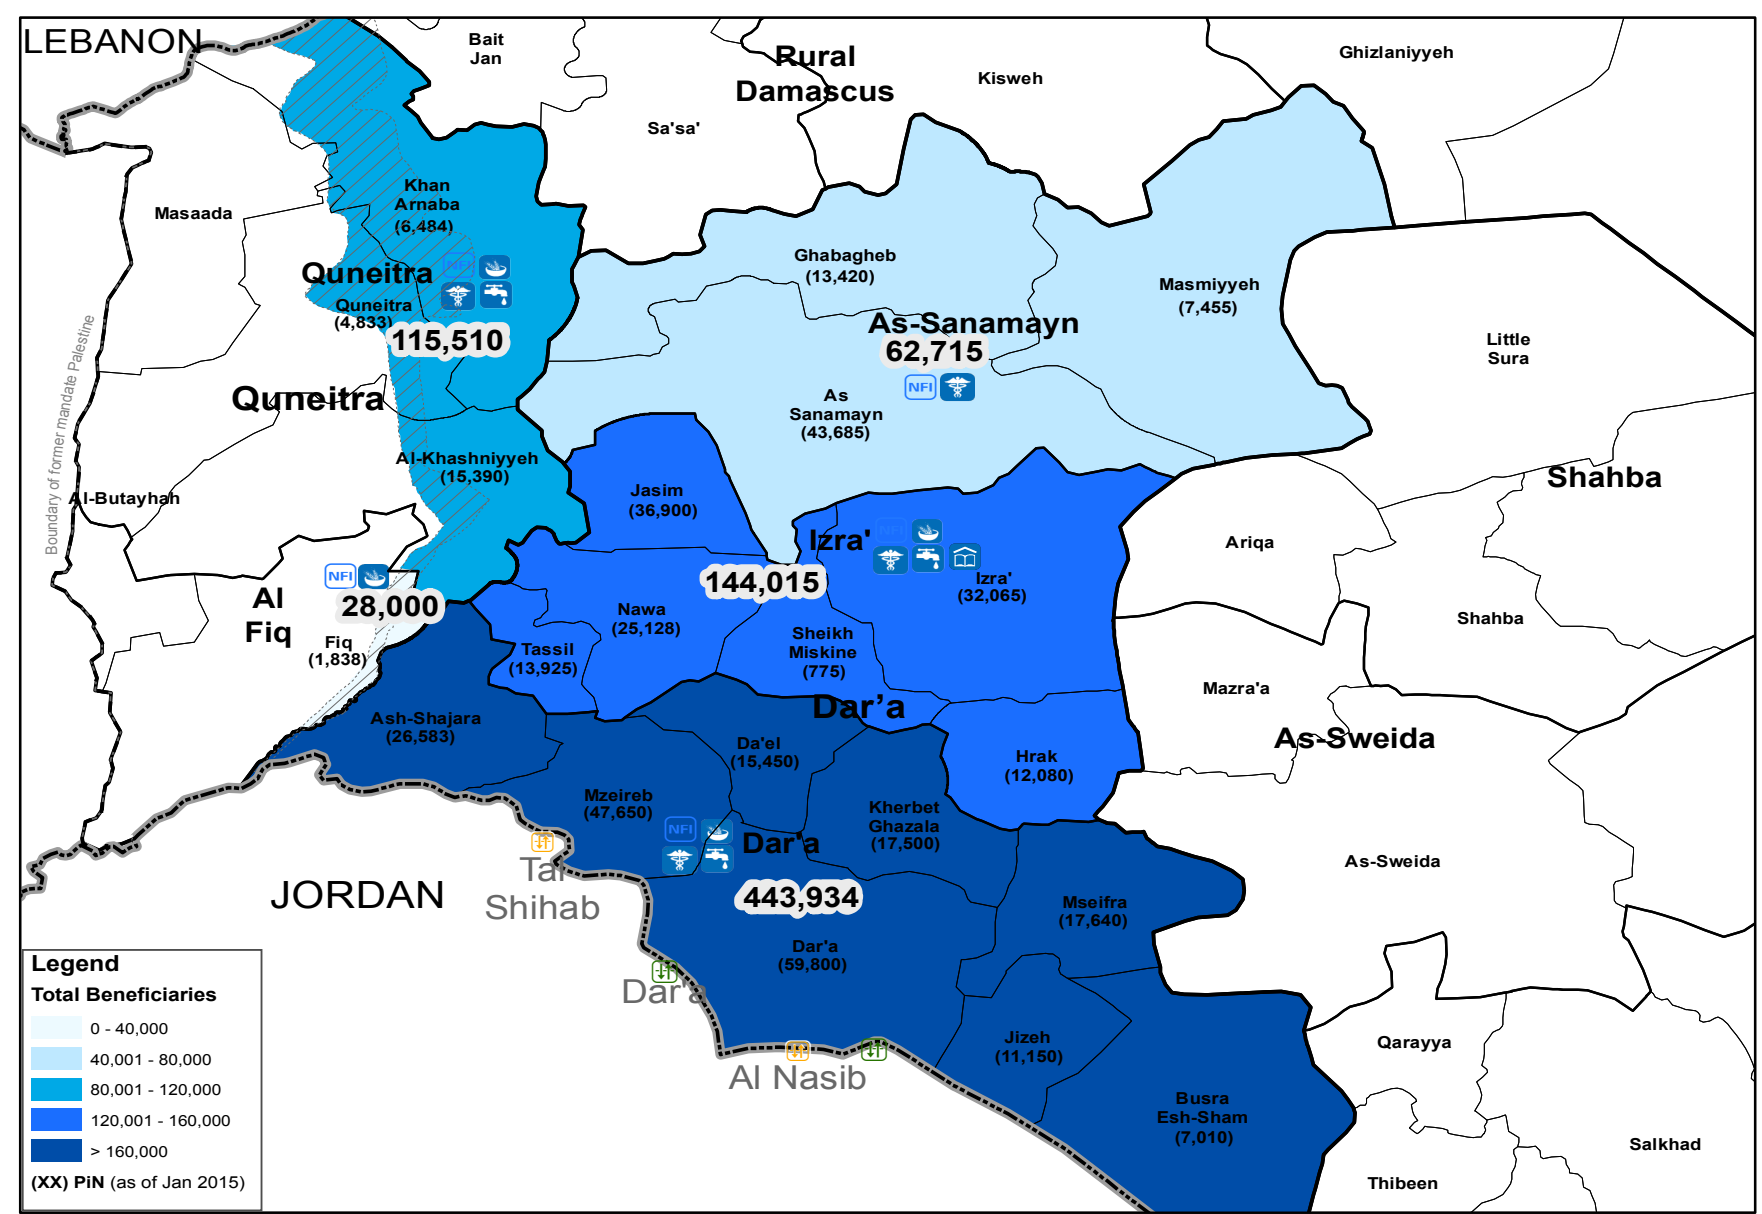 LEBANON
Bait
Jan
Rural
Damascus
Kisweh
Ghizlaniyyeh
Sa'sa'
Khan
Arnaba
(6,484)
Masaada
Quneitra
NFI
Quneitra
(4,833)
115,510
Ghabagheb
(13,420)
Masmiyyeh
(7,455)
As-Sanamayn
62,715
NFI
Little
Sura
Boundary of former mandate Palestine
Quneitra
As
Sanamayn
(43,685)
Al-Khashniyyeh
(15,390)
Al-Butayhah
Jasim
(36,900)
Shahba
Izra'
NFI
Ariqa
NFI
28,000
Al
Fiq
Fiq
(1,838)
144,015
Izra'
(32,065)
Nawa
(25,128)
Tassil
(13,925)
Sheikh
Miskine
(775)
Shahba
Mazra'a
Dar’a
Ash-Shajara
(26,583)
Da'el
(15,450)
As-Sweida
Hrak
(12,080)
Mzeireb
(47,650)
Kherbet
Ghazala
(17,500)
NFI
Dar'a
443,934
As-Sweida
Tal
Shihab
JORDAN
Mseifra
(17,640)
Dar'a
(59,800)
Dar'a
Jizeh
(11,150)
Qarayya
Al Nasib
Busra
Esh-Sham
(7,010)
Salkhad
Thibeen
Legend
Total Beneficiaries
0 - 40,000
40,001 - 80,000
80,001 - 120,000
120,001 - 160,000
> 160,000
(XX) PiN (as of Jan 2015)